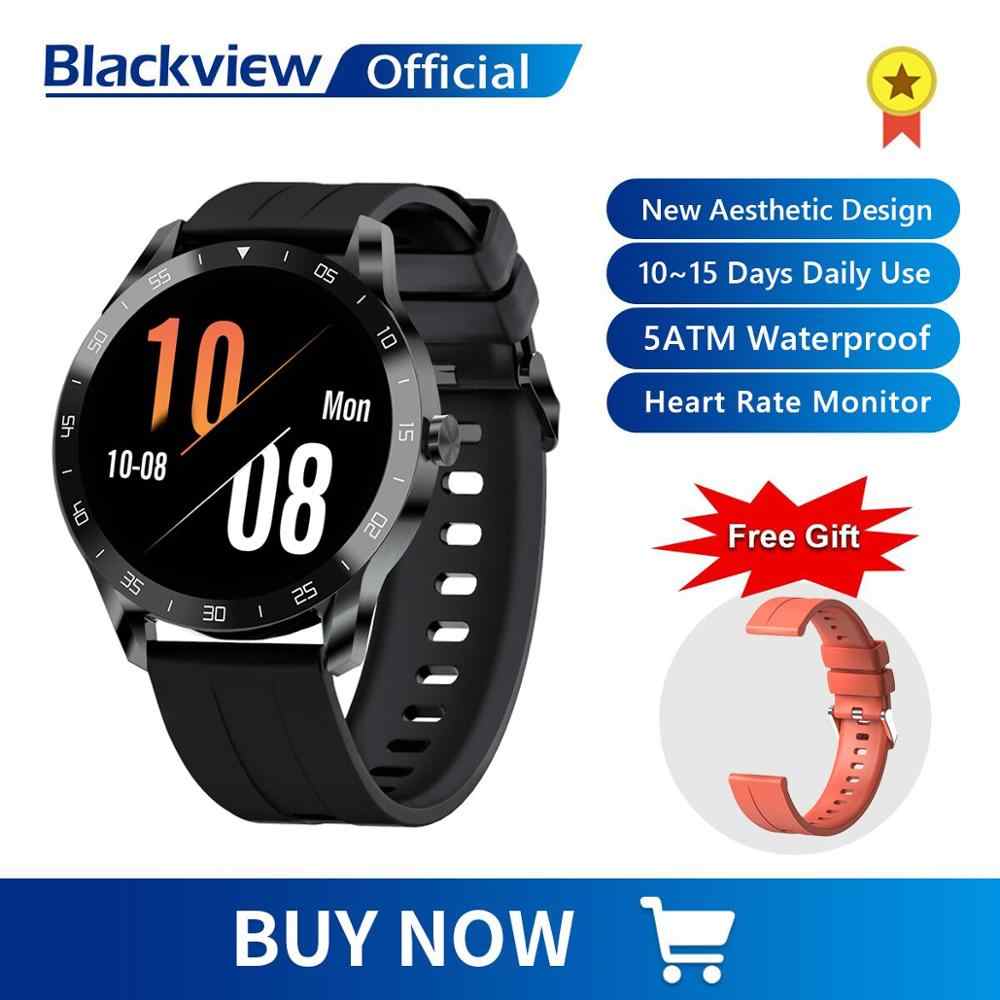 Blackview Official
New Aesthetic Design
10~15 Days Daily Use
5ATM Waterproof
Heart Rate Monitor
55
05
50
10
45
15
40
20
35
30
25
10
Mon
10-08
08
Free Gift
BUY NOW